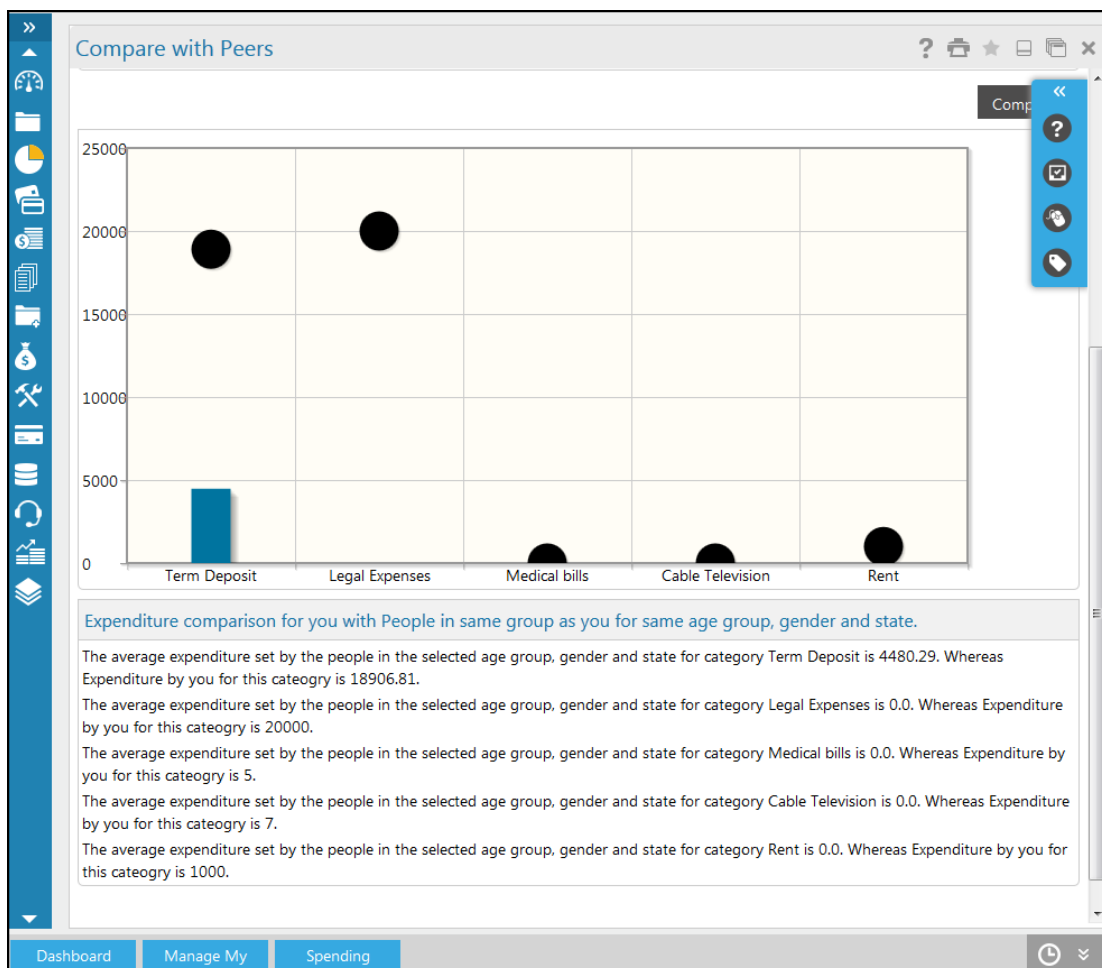 Compare with Peers
Comp
25000
20000
15000
10000
5000
0
Term Deposit Legal Expenses Medical bills Cable Television Rent
Expenditure comparison for you with People in same group as you for same age group, gender and state.
The average expenditure set by the people in the selected age group, gender and state for category Term Deposit is 4480.29. Whereas
Expenditure by you for this cateogry is 18906.81.
The average expenditure set by the people in the selected age group, gender and state for category Legal Expenses is 0.0. Whereas Expenditure
by you for this cateogry is 20000.
The average expenditure set by the people in the selected age group, gender and state for category Medical bills is 0.0. Whereas Expenditure by
you for this cateogry is 5.
The average expenditure set by the people in the selected age group, gender and state for category Cable Television is 0.0. Whereas Expenditure
by you for this cateogry is 7.
The average expenditure set by the people in the selected age group, gender and state for category Rent is 0.0. Whereas Expenditure by you for
this cateogry is 1000.
Dashboard Manage My Spending